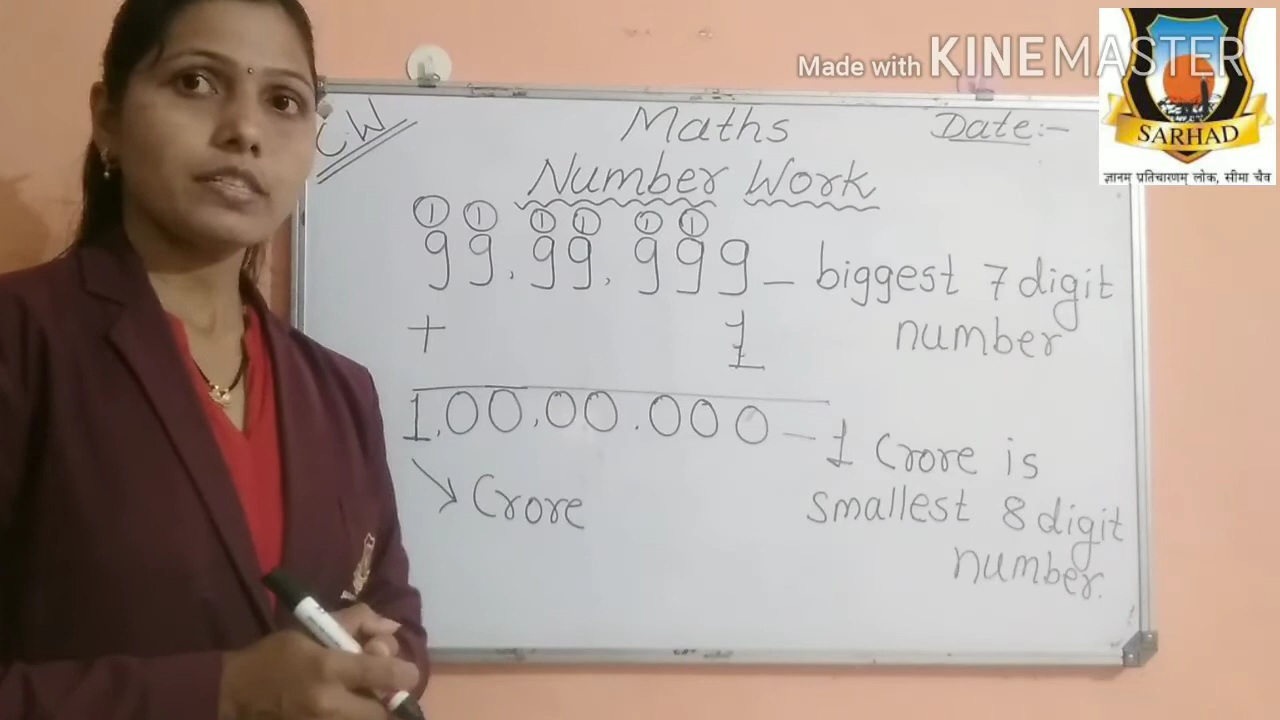 Made with KINEMASTER
SARHAD
ज्ञानम् प्रतिचारणम् लोक, सीमा चैव
C.W
Maths
Date:-
Number Work
1 1 1 1 1 1
99,99,999 - biggest 7 digit
number
+ 1
1,00,00,000 - 1 Crore is
smallest 8 digit
number.
Crore